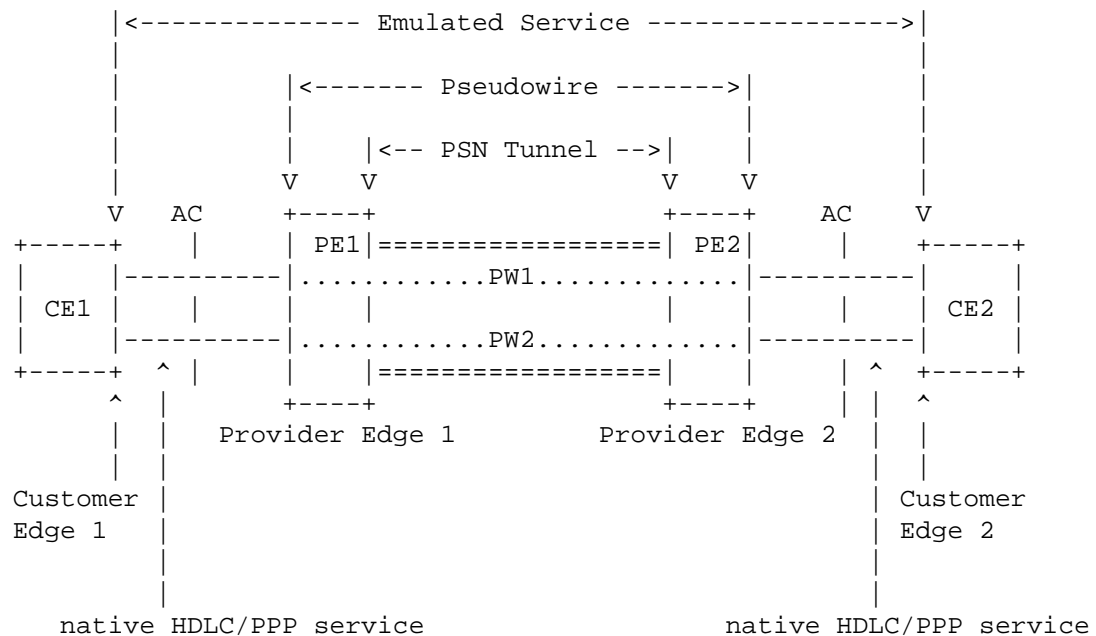 |<-------------- Emulated Service ---------------->|
|<------- Pseudowire ------->|
|<-- PSN Tunnel -->|
V V V V
V AC +----+ +----+ AC V
+-----+ | | PE1|==================| PE2| | +-----+
| |----------|............PW1.............|----------| |
| CE1 | | | | | | | | CE2 |
| |----------|............PW2.............|----------| |
+-----+ ^ | | |==================| | | ^ +-----+
^ | +----+ +----+ | | ^
| | Provider Edge 1 Provider Edge 2 | |
Customer | | Customer
Edge 1 | | Edge 2
native HDLC/PPP service native HDLC/PPP service